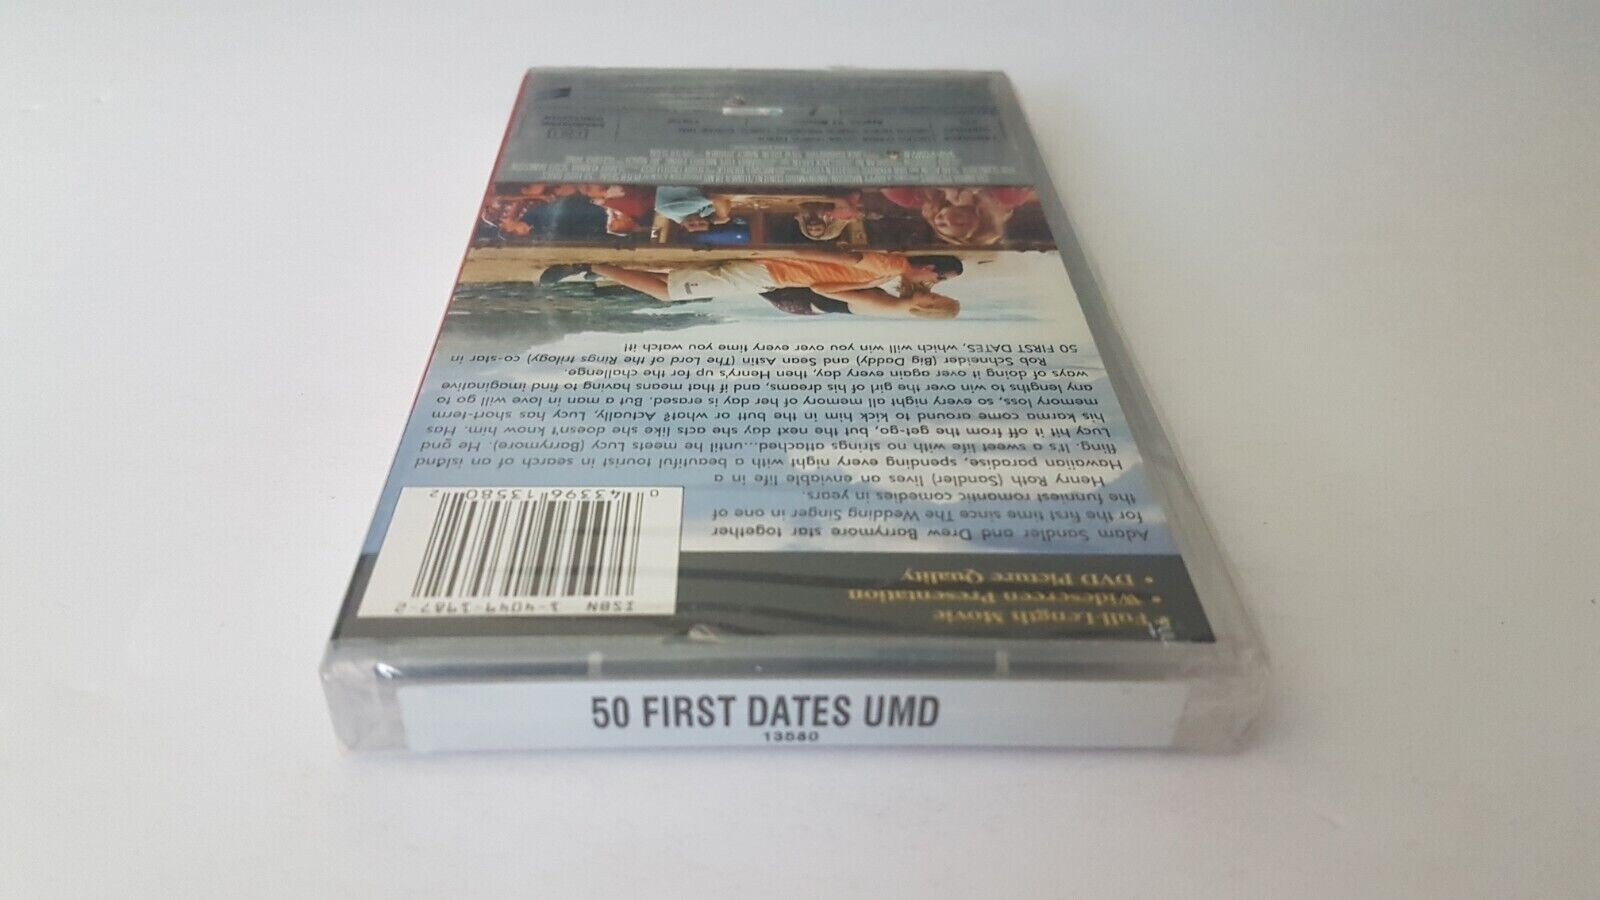 • Full-Length Movie
• Widescreen Presentation
• DVD Picture Quality
ISBN 1-4049-1987-2
0 43396 13580 2
Adam Sandler and Drew Barrymore star together
for the first time since The Wedding Singer in one of
the funniest romantic comedies in years.
Henry Roth (Sandler) lives an enviable life in a
Hawaiian paradise, spending every night with a beautiful tourist in search of an island
fling. It's a sweet life with no strings attached...until he meets Lucy (Barrymore). He and
Lucy hit it off from the get-go, but the next day she acts like she doesn't know him. Has
his karma come around to kick him in the butt or what? Actually, Lucy has short-term
memory loss, so every night all memory of her day is erased. But a man in love will go to
any lengths to win over the girl of his dreams, and if that means having to find imaginative
ways of doing it over again every day, then Henry's up for the challenge.
Rob Schneider (Big Daddy) and Sean Astin (The Lord of the Rings trilogy) co-star in
50 FIRST DATES, which will win you over every time you watch it!
50 FIRST DATES UMD
13580